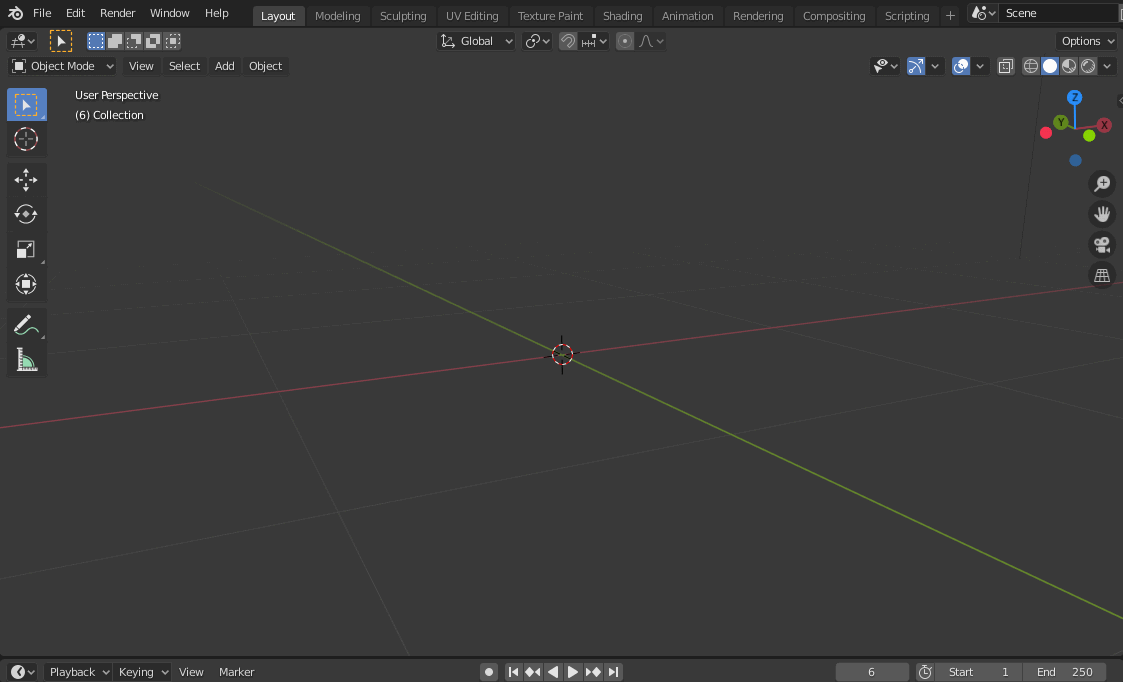 File Edit Render Window Help Layout Modeling Sculpting UV Editing Texture Paint Shading Animation Rendering Compositing Scripting + Scene
Global Options
Object Mode View Select Add Object
User Perspective
(6) Collection
Z
Y X
Playback Keying View Marker 6 Start 1 End 250